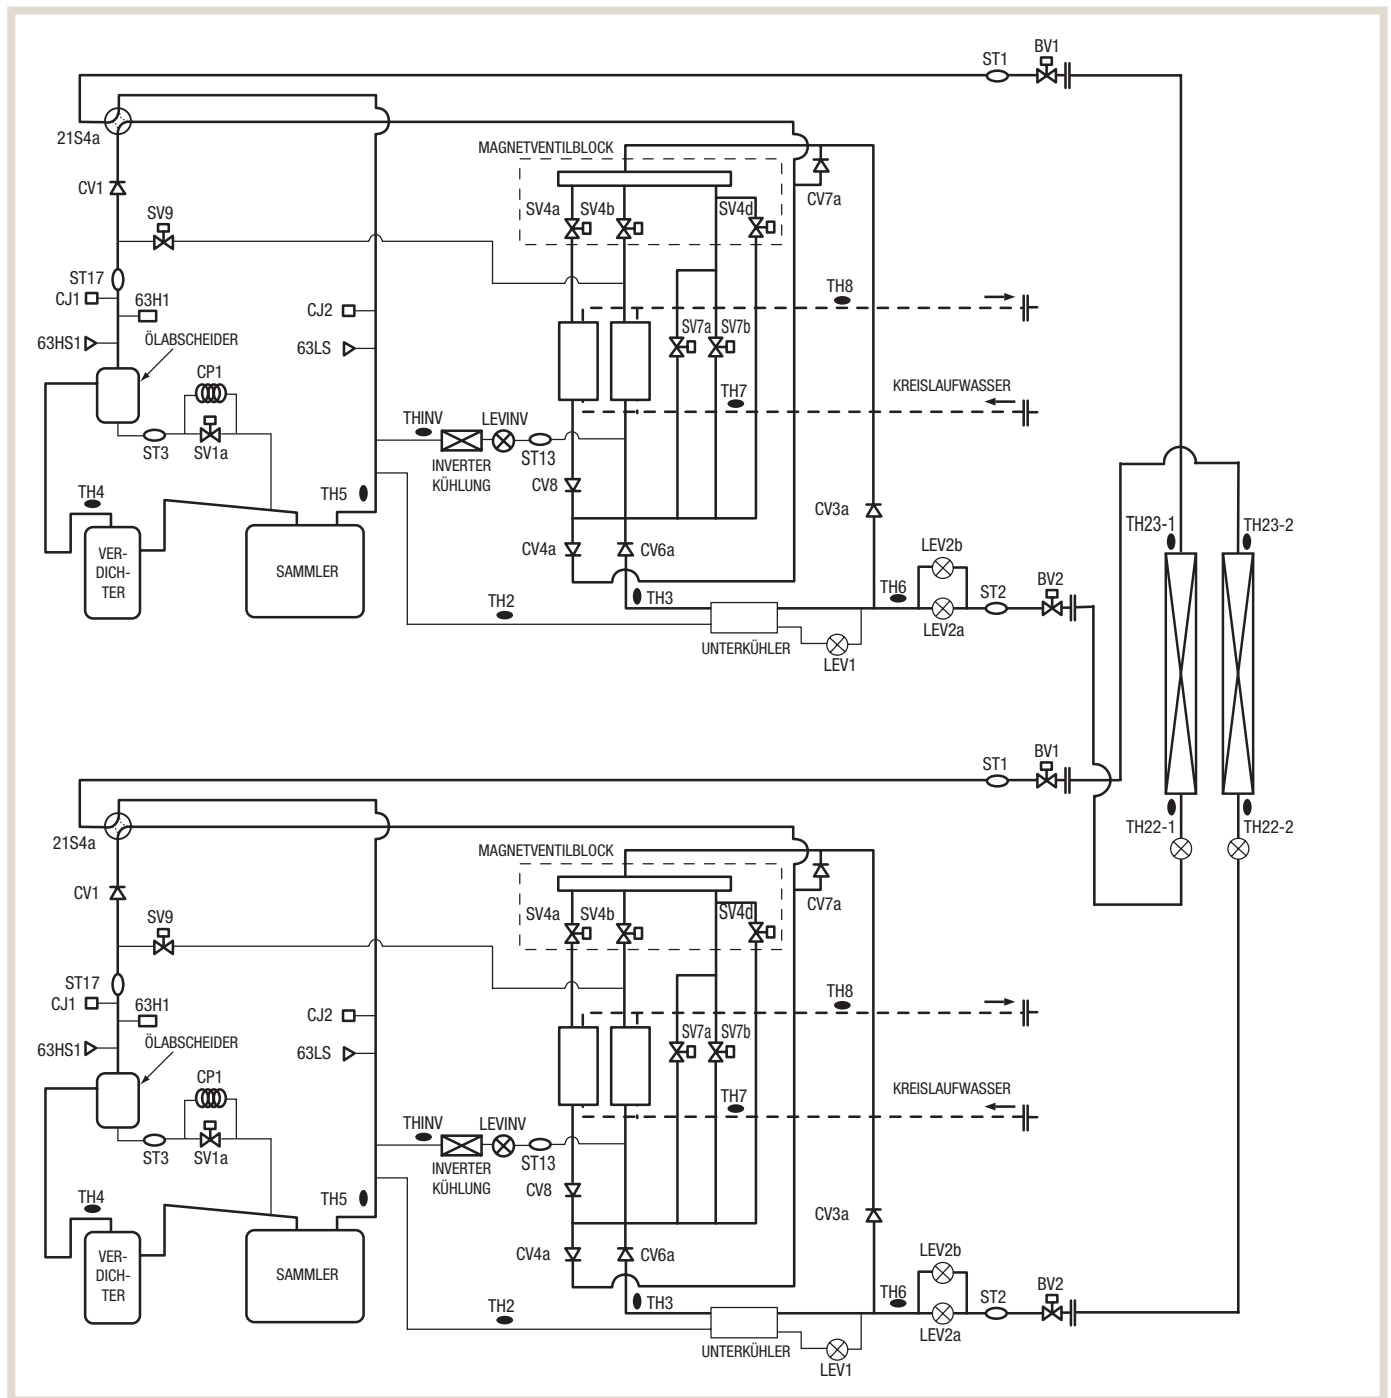 ST1
BV1
21S4a
MAGNETVENTILBLOCK
CV1
CV7a
SV9
SV4a
SV4b
SV4d
ST17
CJ1
63H1
CJ2
TH8
63HS1
ÖLABSCHEIDER
63LS
SV7a
SV7b
CP1
TH7
KREISLAUFWASSER
THINV
LEVINV
ST3
SV1a
INVERTER
KÜHLUNG
ST13
CV8
TH4
TH5
CV3a
TH23-1
TH23-2
VER-
DICH-
TER
SAMMLER
CV4a
CV6a
LEV2b
TH2
TH3
TH6
ST2
BV2
LEV2a
UNTERKÜHLER
LEV1
ST1
BV1
TH22-1
TH22-2
21S4a
MAGNETVENTILBLOCK
CV1
CV7a
SV9
SV4a
SV4b
SV4d
ST17
CJ1
63H1
CJ2
TH8
63HS1
ÖLABSCHEIDER
63LS
SV7a
SV7b
CP1
TH7
KREISLAUFWASSER
THINV
LEVINV
ST3
SV1a
INVERTER
KÜHLUNG
ST13
CV8
TH4
TH5
CV3a
VER-
DICH-
TER
SAMMLER
CV4a
CV6a
LEV2b
TH2
TH3
TH6
ST2
BV2
LEV2a
UNTERKÜHLER
LEV1